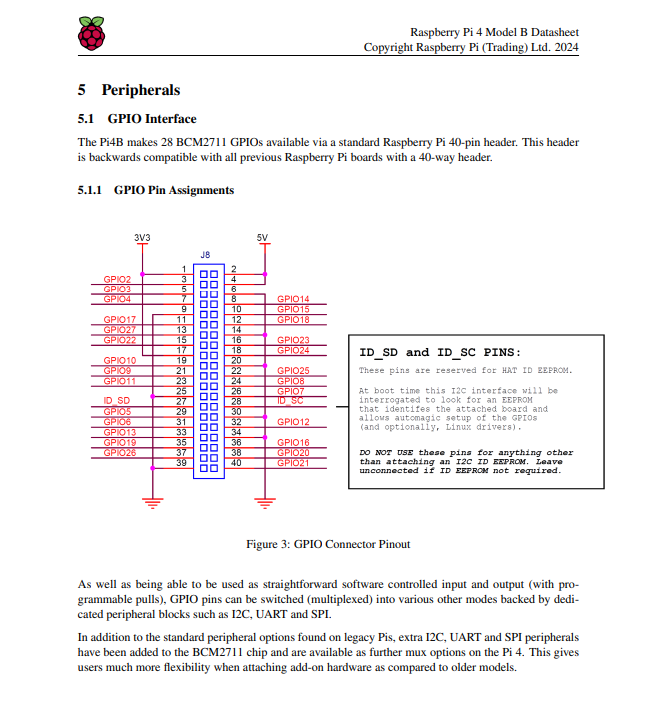 Raspberry Pi 4 Model B Datasheet
Copyright Raspberry Pi (Trading) Ltd. 2024
5 Peripherals
5.1 GPIO Interface
The Pi4B makes 28 BCM2711 GPIOs available via a standard Raspberry Pi 40-pin header. This header
is backwards compatible with all previous Raspberry Pi boards with a 40-way header.
5.1.1 GPIO Pin Assignments
3V3 5V
J8
1 2
GPIO2 3 4
GPIO3 5 6
GPIO4 7 8 GPIO14
9 10 GPIO15
GPIO17 11 12 GPIO18
GPIO27 13 14
GPIO22 15 16 GPIO23
17 18 GPIO24
GPIO10 19 20
GPIO9 21 22 GPIO25
GPIO11 23 24 GPIO8
25 26 GPIO7
ID_SD 27 28 ID_SC
GPIO5 29 30
GPIO6 31 32 GPIO12
GPIO13 33 34
GPIO19 35 36 GPIO16
GPIO26 37 38 GPIO20
39 40 GPIO21
ID_SD and ID_SC PINS:
These pins are reserved for HAT ID EEPROM.
At boot time this I2C interface will be
interrogated to look for an EEPROM
that identifes the attached board and
allows automagic setup of the GPIOs
(and optionally, Linux drivers).
DO NOT USE these pins for anything other
than attaching an I2C ID EEPROM. Leave
unconnected if ID EEPROM not required.
Figure 3: GPIO Connector Pinout
As well as being able to be used as straightforward software controlled input and output (with pro-
grammable pulls), GPIO pins can be switched (multiplexed) into various other modes backed by dedi-
cated peripheral blocks such as I2C, UART and SPI.
In addition to the standard peripheral options found on legacy Pis, extra I2C, UART and SPI peripherals
have been added to the BCM2711 chip and are available as further mux options on the Pi 4. This gives
users much more flexibility when attaching add-on hardware as compared to older models.